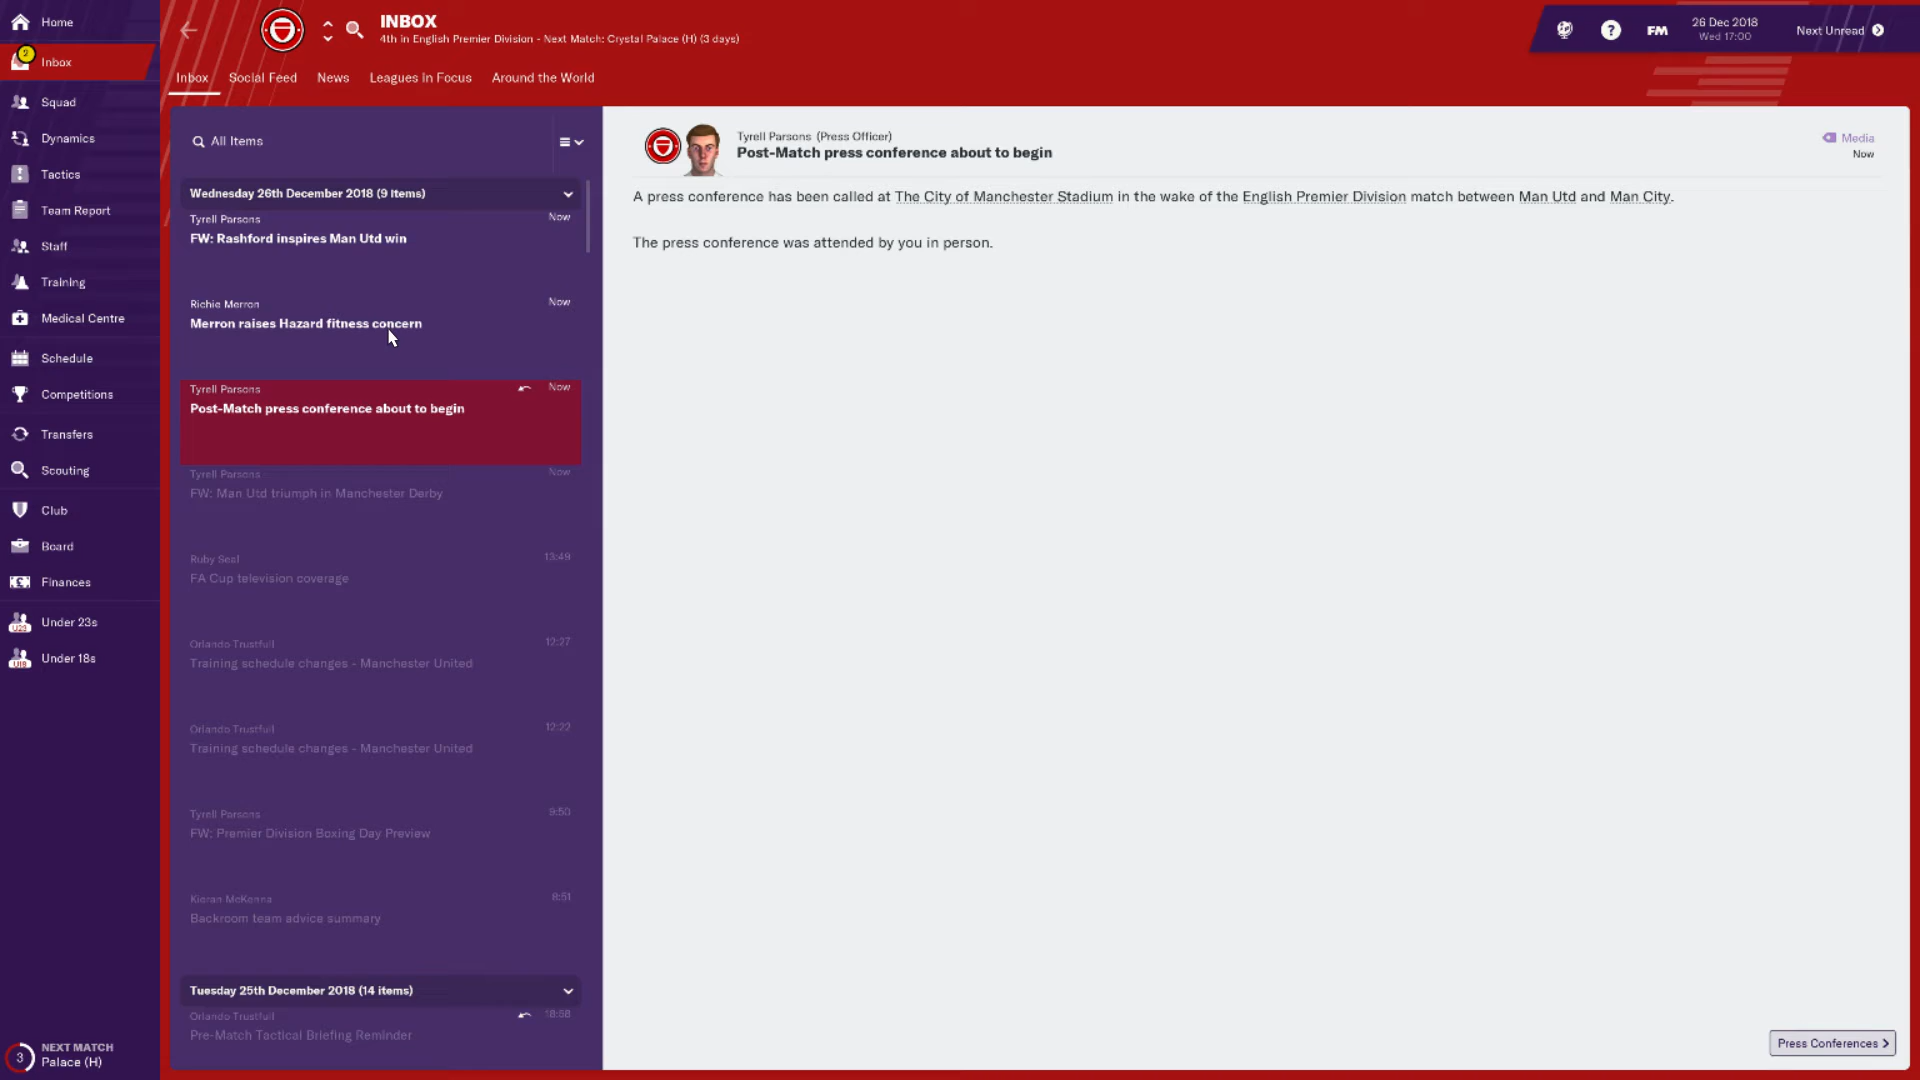 Home
2
Inbox
Squad
Dynamics
Tactics
Team Report
Staff
Training
Medical Centre
Schedule
Competitions
Transfers
Scouting
Club
Board
Finances
U23
Under 23s
U18
Under 18s
3
NEXT MATCH
Palace (H)
INBOX
4th in English Premier Division - Next Match: Crystal Palace (H) (3 days)
?
FM
26 Dec 2018
Wed 17:00
Next Unread
Inbox
Social Feed
News
Leagues In Focus
Around the World
All Items
Wednesday 26th December 2018 (9 Items)
Tyrell Parsons
Now
FW: Rashford inspires Man Utd win
Richie Merron
Now
Merron raises Hazard fitness concern
Tyrell Parsons
Now
Post-Match press conference about to begin
Tyrell Parsons
Now
FW: Man Utd triumph in Manchester Derby
Ruby Seal
13:49
FA Cup television coverage
Orlando Trustfull
12:27
Training schedule changes - Manchester United
Orlando Trustfull
12:22
Training schedule changes - Manchester United
Tyrell Parsons
9:50
FW: Premier Division Boxing Day Preview
Kieran McKenna
8:51
Backroom team advice summary
Tuesday 25th December 2018 (14 items)
Orlando Trustfull
18:58
Pre-Match Tactical Briefing Reminder
Tyrell Parsons (Press Officer)
Post-Match press conference about to begin
Media
Now
A press conference has been called at The City of Manchester Stadium in the wake of the English Premier Division match between Man Utd and Man City.
The press conference was attended by you in person.
Press Conferences >